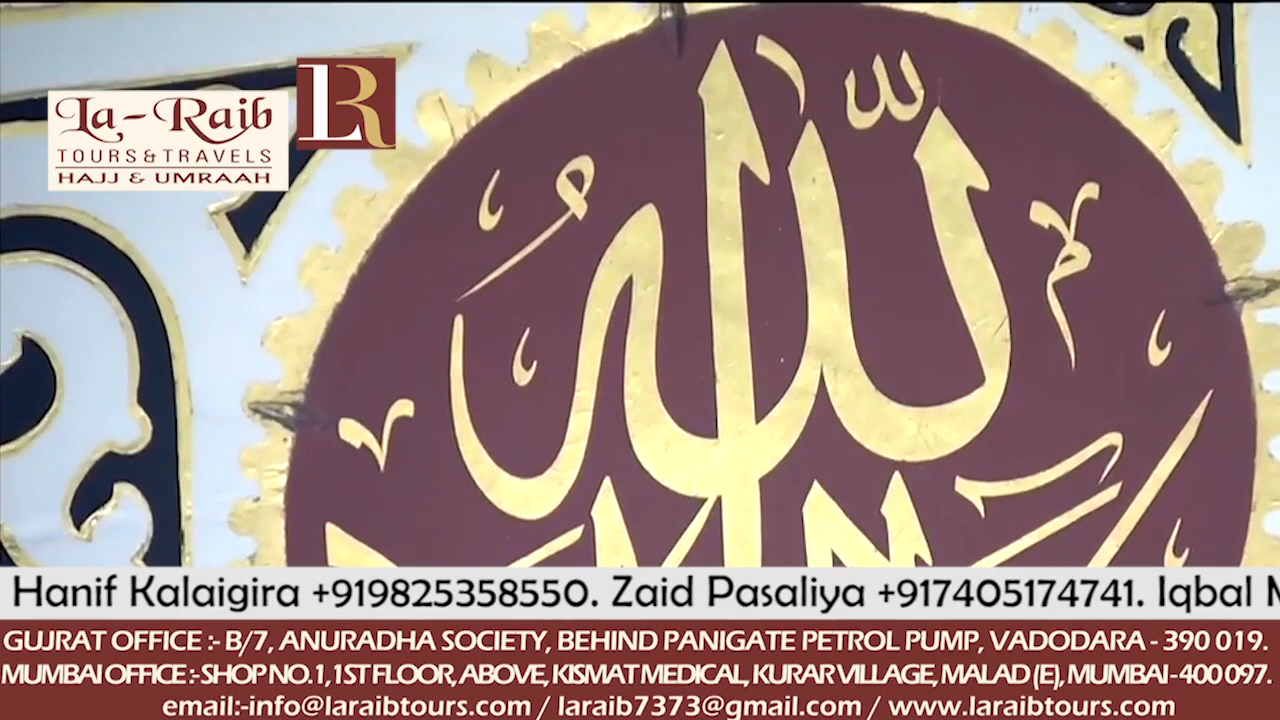 La-Raib
TOURS & TRAVELS
HAJJ & UMRAAH
LR
الله
Hanif Kalaigira +919825358550. Zaid Pasaliya +917405174741. Iqbal
GUJRAT OFFICE :- B/7, ANURADHA SOCIETY, BEHIND PANIGATE PETROL PUMP, VADODARA - 390 019.
MUMBAI OFFICE :- SHOP NO. 1, 1ST FLOOR, ABOVE, KISMAT MEDICAL, KURAR VILLAGE, MALAD (E), MUMBAI - 400 097.
email:-info@laraibtours.com / laraib7373@gmail.com / www.laraibtours.com